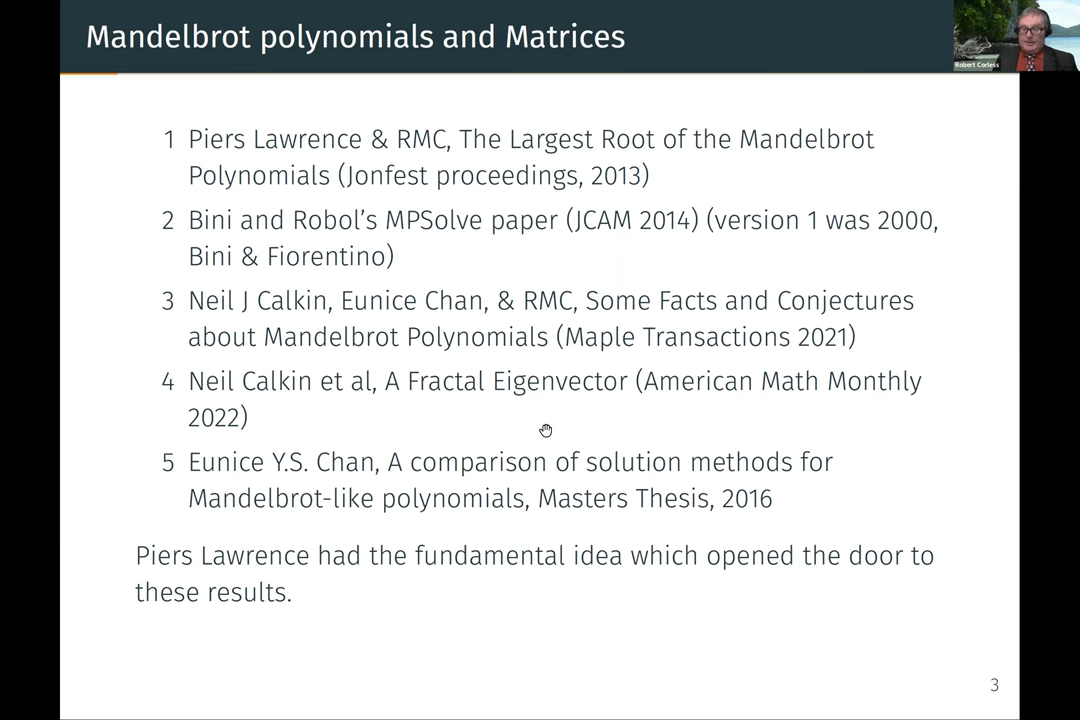 Mandelbrot polynomials and Matrices
Robert Corless
1 Piers Lawrence & RMC, The Largest Root of the Mandelbrot
Polynomials (Jonfest proceedings, 2013)
2 Bini and Robol’s MPSolve paper (JCAM 2014) (version 1 was 2000,
Bini & Fiorentino)
3 Neil J Calkin, Eunice Chan, & RMC, Some Facts and Conjectures
about Mandelbrot Polynomials (Maple Transactions 2021)
4 Neil Calkin et al, A Fractal Eigenvector (American Math Monthly
2022)
5 Eunice Y.S. Chan, A comparison of solution methods for
Mandelbrot-like polynomials, Masters Thesis, 2016
Piers Lawrence had the fundamental idea which opened the door to
these results.
3